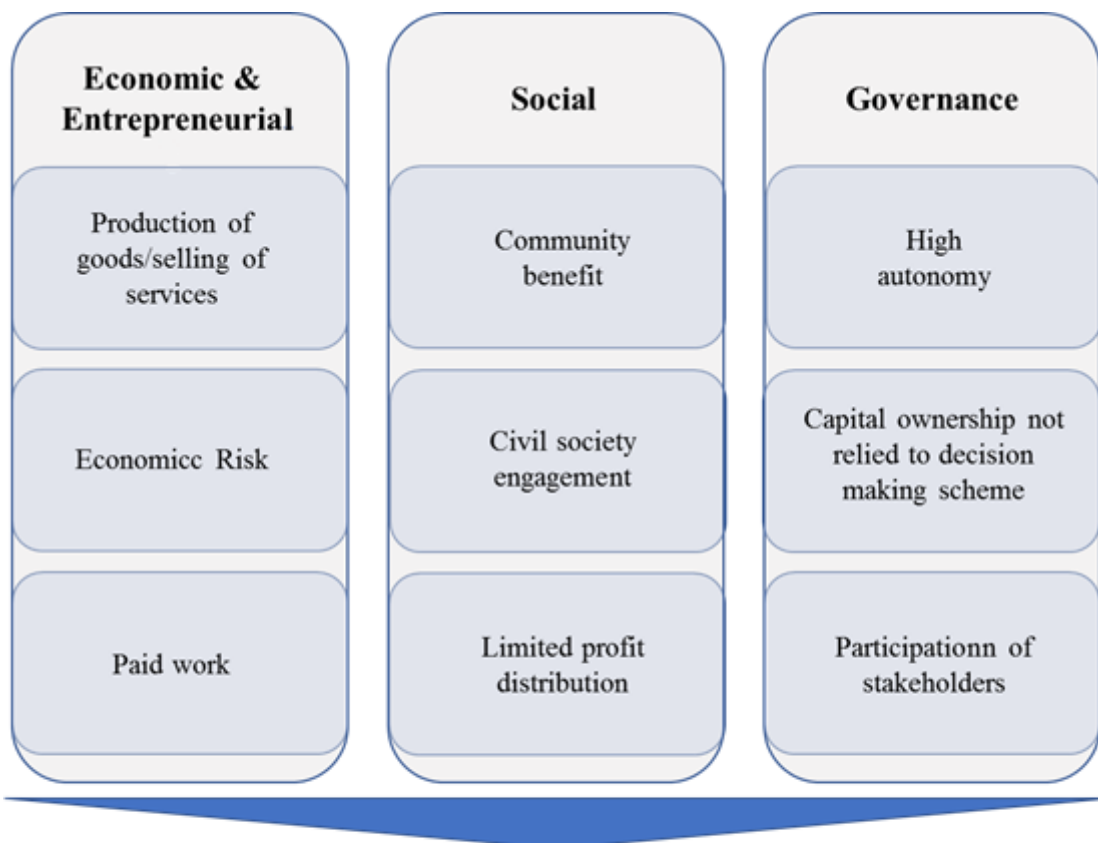 Economic &
Entrepreneurial
Production of
goods/selling of
services
Economicc Risk
Paid work
Social
Community
benefit
Civil society
engagement
Limited profit
distribution
Governance
High
autonomy
Capital ownership not
relied to decision
making scheme
Participationn of
stakeholders